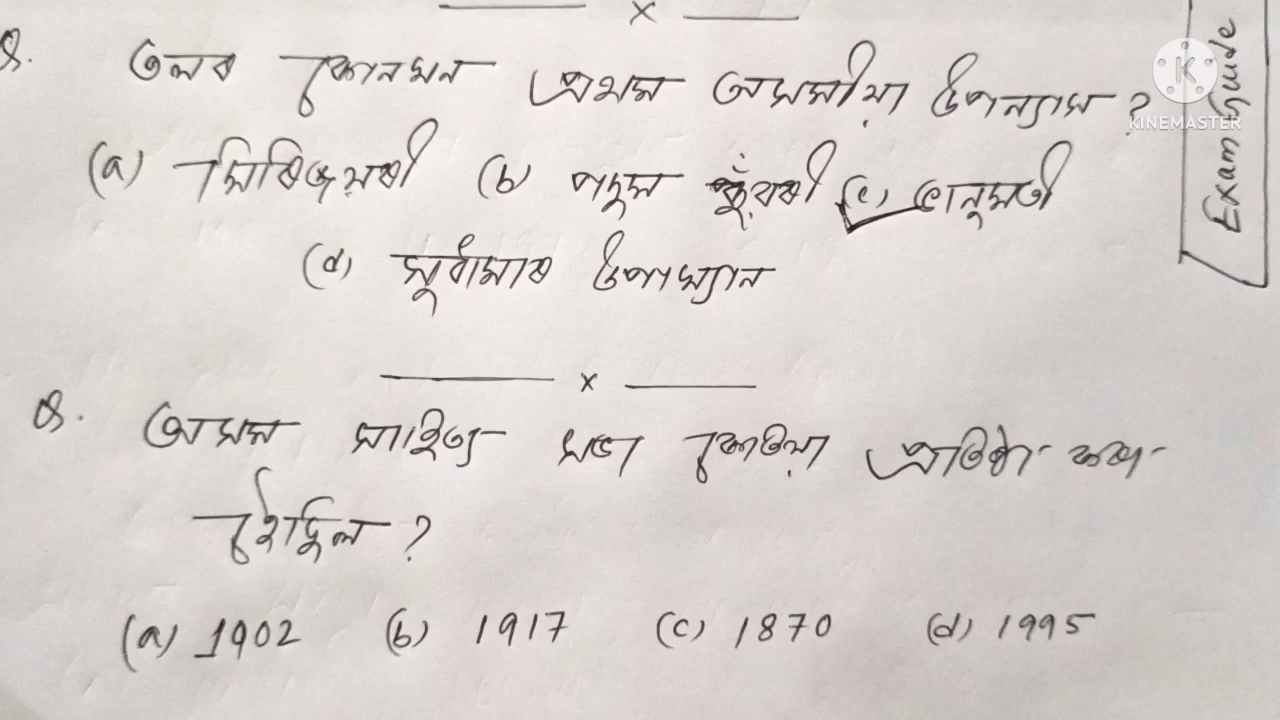 Q. তলৰ কোনখন প্ৰথম অসমীয়া উপন্যাস ?
(a) মিৰিজীয়ৰী (b) পদুম কুঁৱৰী (c) ভানুমতী
(d) সুধৰ্মাৰ উপাখ্যান
x
Q. অসম সাহিত্য সভা কেতিয়া প্ৰতিষ্ঠা কৰা
হৈছিল ?
(a) 1902 (b) 1917 (c) 1870 (d) 1995
Exam Guide
K
KINEMASTER